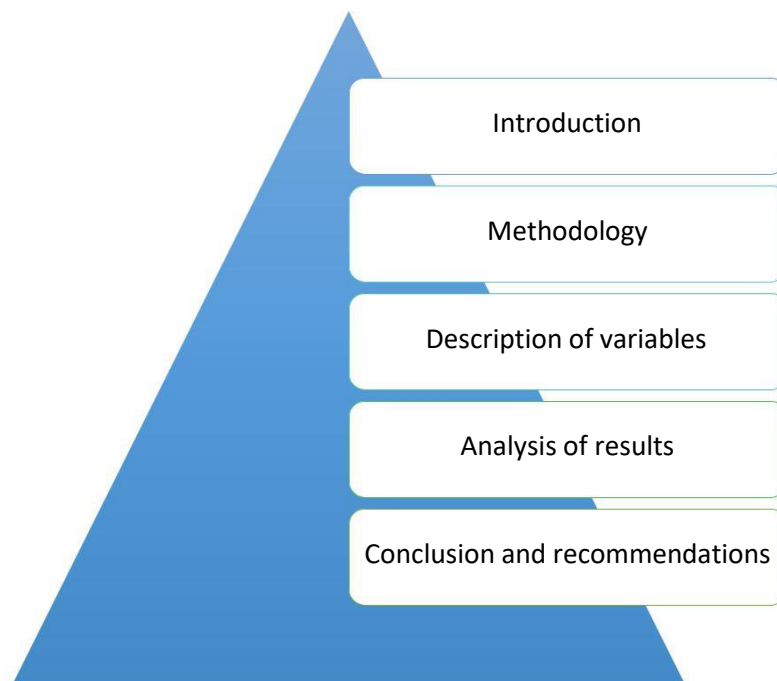 Introduction
Methodology
Description of variables
Analysis of results
Conclusion and recommendations